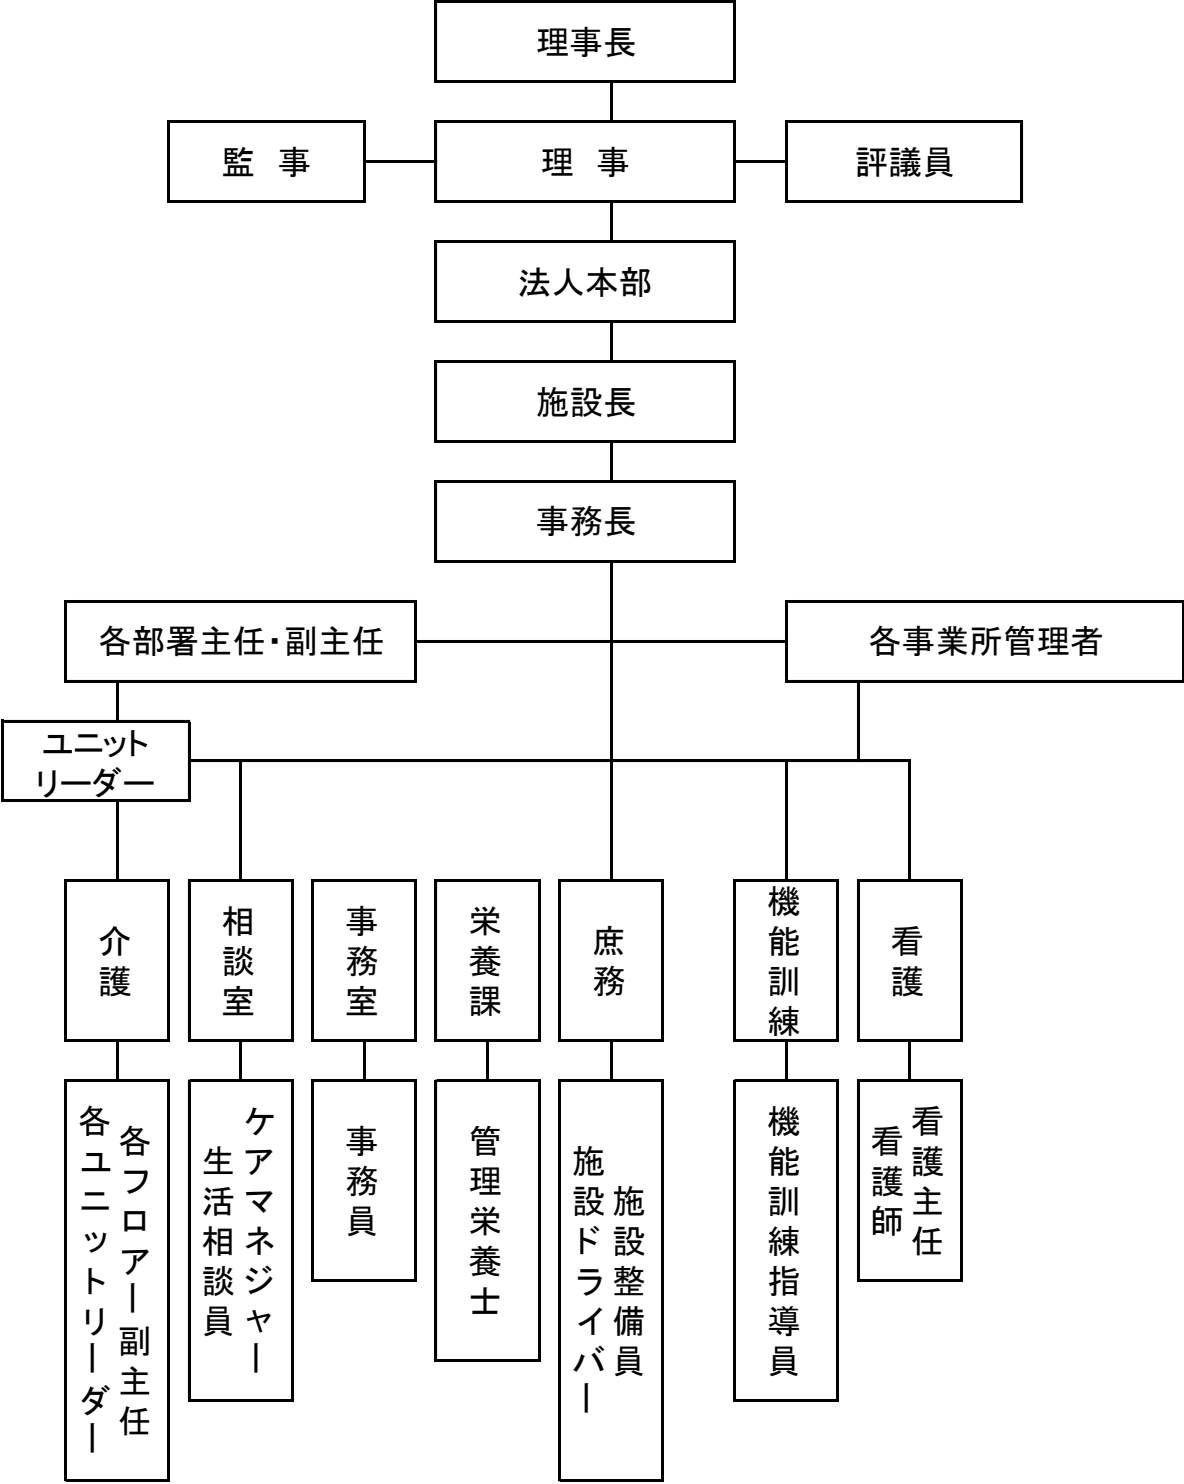 理事長
監　事
理　事
評議員
法人本部
施設長
事務長
各部署主任・副主任
各事業所管理者
ユニット
リーダー
介護
相談室
事務室
栄養課
庶務
機能訓練
看護
各フロアー副主任
各ユニットリーダー
ケアマネジャー
生活相談員
事務員
管理栄養士
施設整備員
施設ドライバー
機能訓練指導員
看護主任
看護師